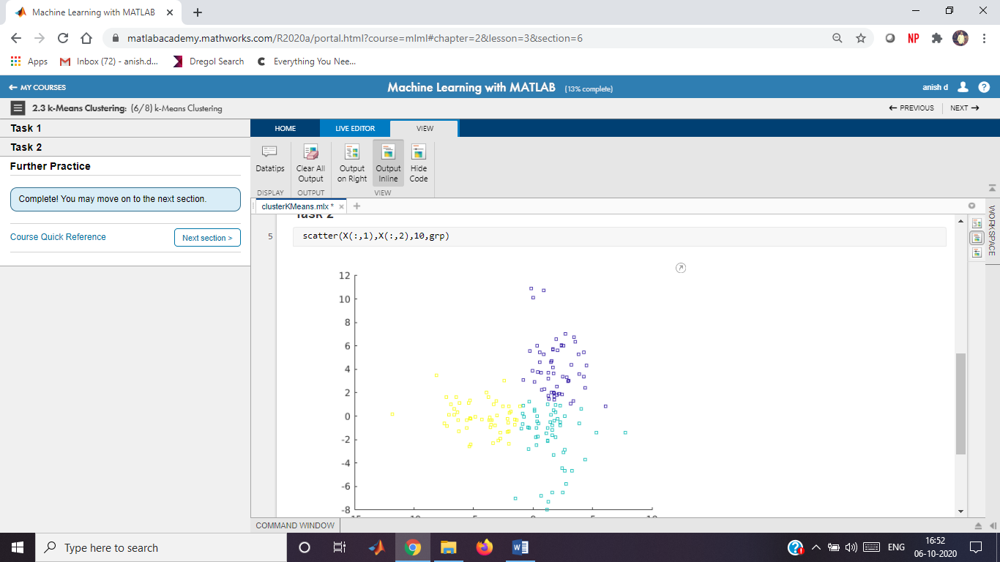 Machine Learning with MATLAB
matlabacademy.mathworks.com/R2020a/portal.html?course=mlml#chapter=2&lesson=3&section=6
NP
Apps Inbox (72) - anish.d... Dregol Search Everything You Nee...
MY COURSES Machine Learning with MATLAB (13% complete) anish d ?
2.3 k-Means Clustering: (6/8) k-Means Clustering PREVIOUS NEXT
Task 1
Task 2
Further Practice
Complete! You may move on to the next section.
Course Quick Reference Next section >
HOME LIVE EDITOR VIEW
Datatips Clear All Output Output Hide
Output on Right Inline Code
DISPLAY OUTPUT VIEW
clusterKMeans.mlx *
WORKSPACE
Task 2
5 scatter(X(:,1),X(:,2),10,grp)
12
10
8
6
4
2
0
-2
-4
-6
-8
COMMAND WINDOW
Type here to search
ENG
16:52
06-10-2020